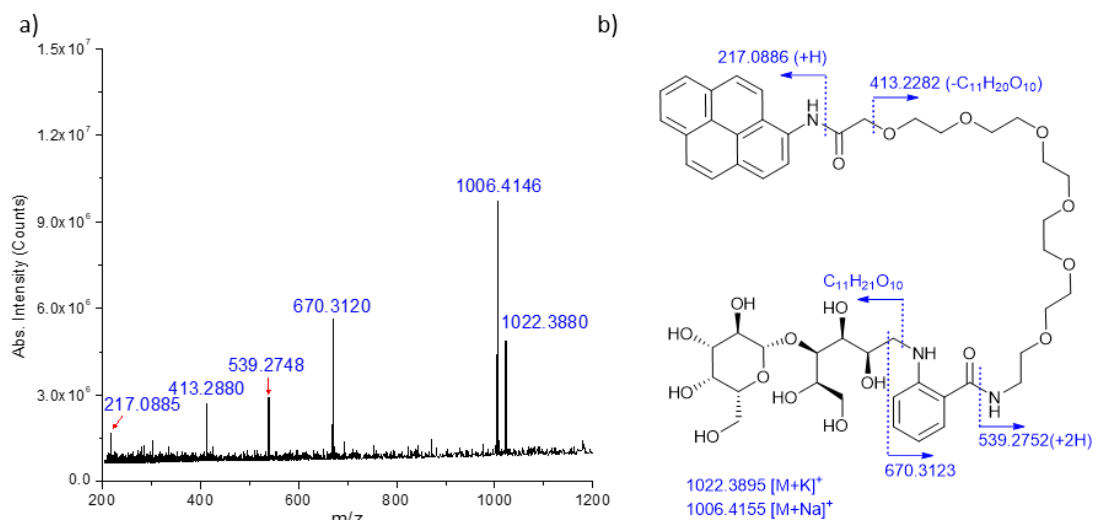 a)
1.5x10⁷
1.2x10⁷
9.0x10⁶
6.0x10⁶
3.0x10⁶
0.0
Abs. Intensity (Counts)
217.0885
413.2880
539.2748
670.3120
1006.4146
1022.3880
200
400
600
800
1000
1200
m/z
b)
217.0886 (+H)
413.2282 (-C₁₁H₂₀O₁₀)
H
N
O
O
O
O
O
O
O
O
C₁₁H₂₁O₁₀
OH
HO
HO
HO
HO
O
O
OH
OH
OH
OH
HO
NH
O
N
H
539.2752(+2H)
670.3123
1022.3895 [M+K]⁺
1006.4155 [M+Na]⁺